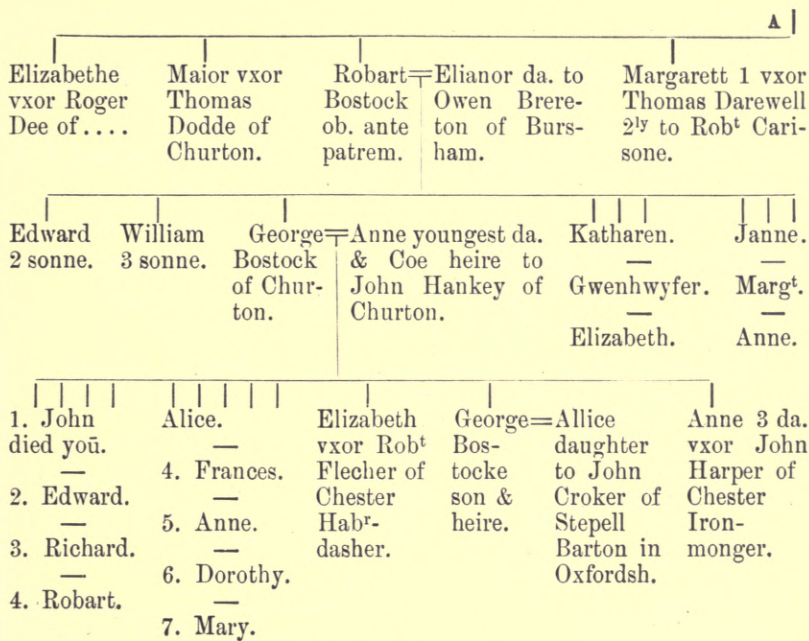 A
Elizabethe
vxor Roger
Dee of....
Maior vxor
Thomas
Dodde of
Churton.
Robart=Elianor da. to
Bostock
ob. ante
patrem.
Owen Brere-
ton of Burs-
ham.
Margarett 1 vxor
Thomas Darewell
2ly to Robt Cari-
sone.
Edward
2 sonne.
William
3 sonne.
George=Anne youngest da.
Bostock
of Chur-
ton.
& Coe heire to
John Hankey of
Churton.
Katharen.
—
Gwenhwyfer.
—
Elizabeth.
Janne.
—
Margt.
—
Anne.
1. John
died yoū.
—
2. Edward.
—
3. Richard.
—
4. Robart.
Alice.
—
4. Frances.
—
5. Anne.
—
6. Dorothy.
—
7. Mary.
Elizabeth
vxor Robt
Flecher of
Chester
Habr-
dasher.
George=Allice
Bos-
tocke
son &
heire.
daughter
to John
Croker of
Stepell
Barton in
Oxfordsh.
Anne 3 da.
vxor John
Harper of
Chester
Iron-
monger.